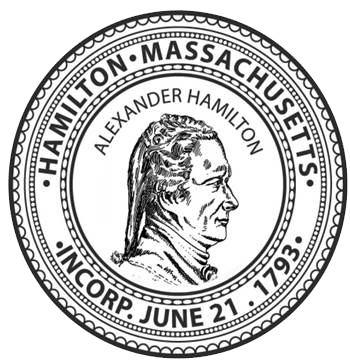 ·HAMILTON·MASSACHUSETTS·
ALEXANDER HAMILTON
·INCORP. JUNE 21 . 1793·